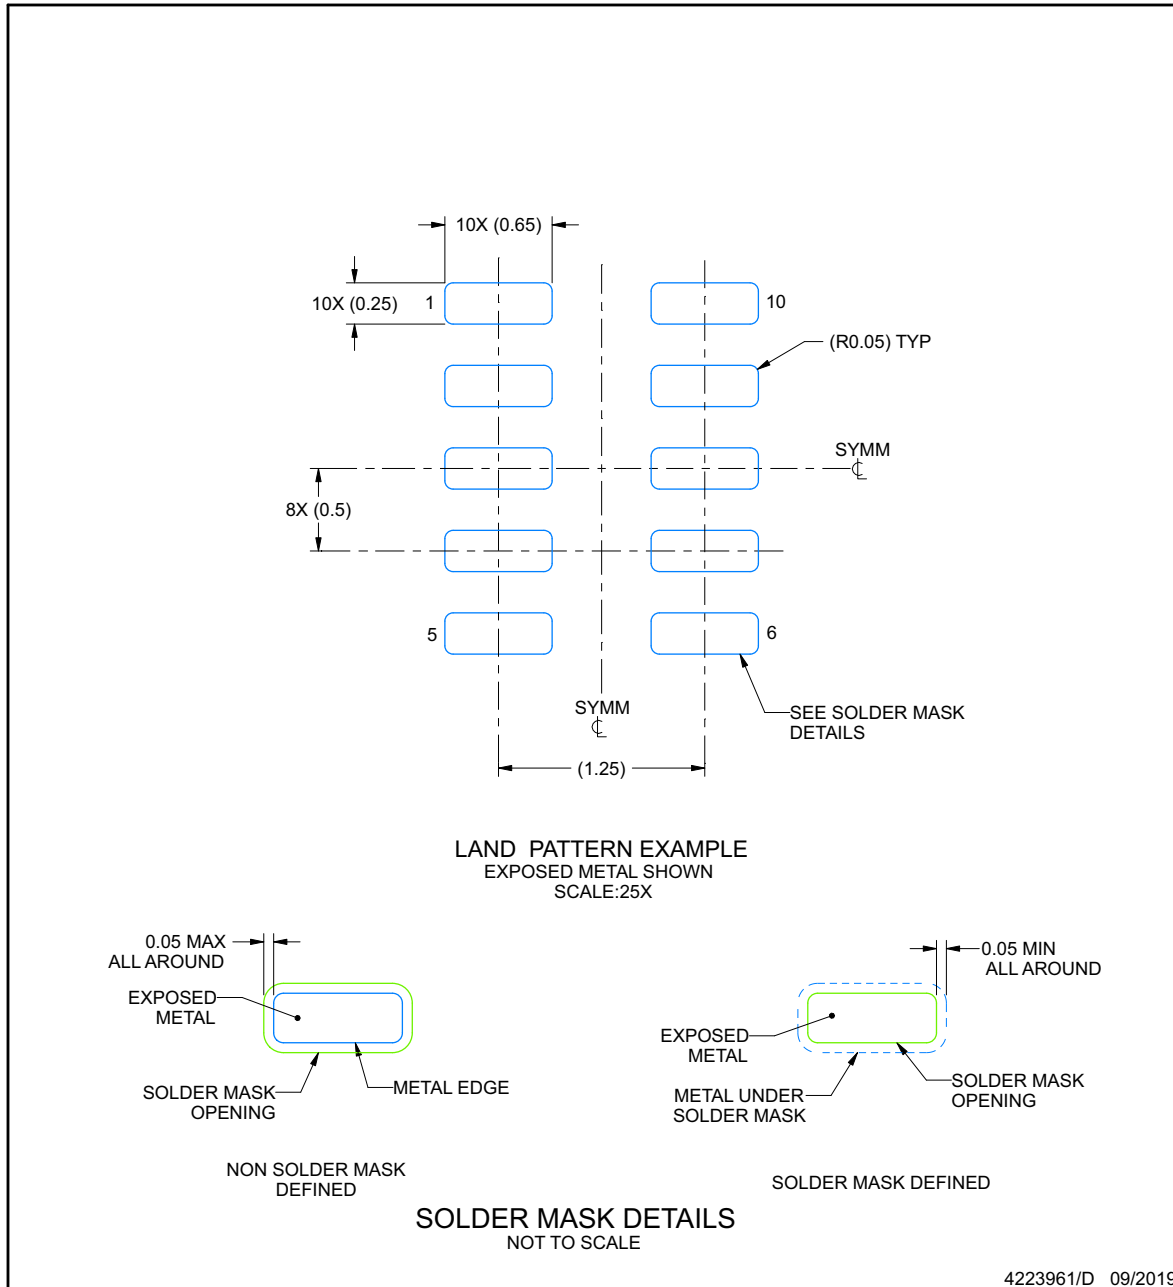 10X (0.65)
10X (0.25)
1
10
(R0.05) TYP
SYMM
8X (0.5)
5
6
SYMM
SEE SOLDER MASK
DETAILS
(1.25)
LAND PATTERN EXAMPLE
EXPOSED METAL SHOWN
SCALE:25X
0.05 MAX
ALL AROUND
EXPOSED
METAL
SOLDER MASK
OPENING
METAL EDGE
NON SOLDER MASK
DEFINED
0.05 MIN
ALL AROUND
EXPOSED
METAL
METAL UNDER
SOLDER MASK
SOLDER MASK
OPENING
SOLDER MASK DEFINED
SOLDER MASK DETAILS
NOT TO SCALE
4223961/D 09/2019